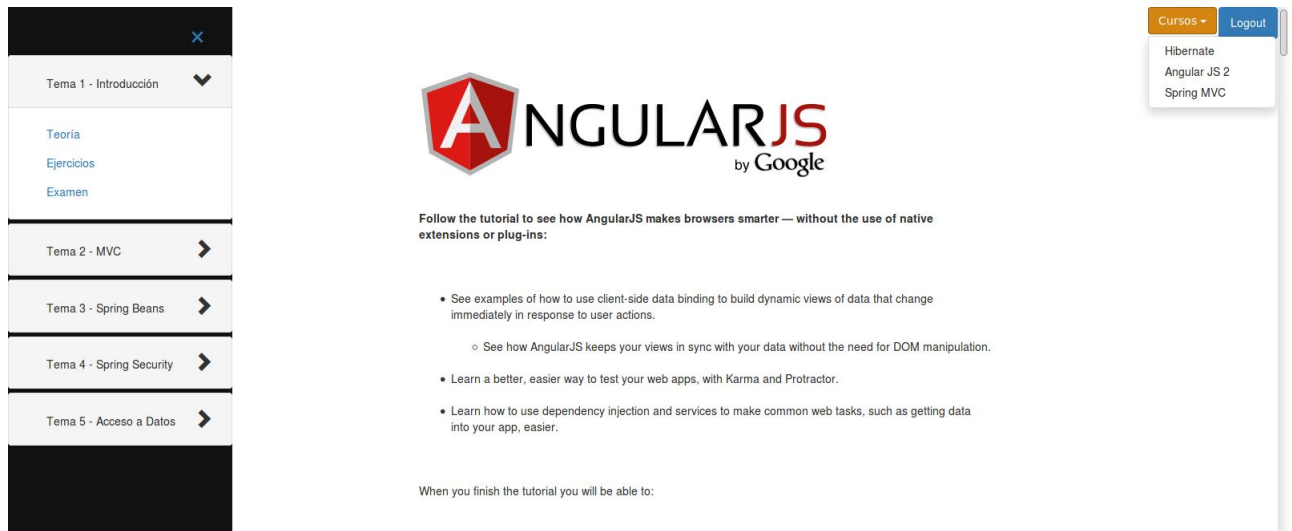 ×
Tema 1 - Introducción
Teoría
Ejercicios
Examen
Tema 2 - MVC
Tema 3 - Spring Beans
Tema 4 - Spring Security
Tema 5 - Acceso a Datos
Cursos
Logout
Hibernate
Angular JS 2
Spring MVC
ANGULARJS
by Google
Follow the tutorial to see how AngularJS makes browsers smarter — without the use of native
extensions or plug-ins:
• See examples of how to use client-side data binding to build dynamic views of data that change
immediately in response to user actions.
○ See how AngularJS keeps your views in sync with your data without the need for DOM manipulation.
• Learn a better, easier way to test your web apps, with Karma and Protractor.
• Learn how to use dependency injection and services to make common web tasks, such as getting data
into your app, easier.
When you finish the tutorial you will be able to: